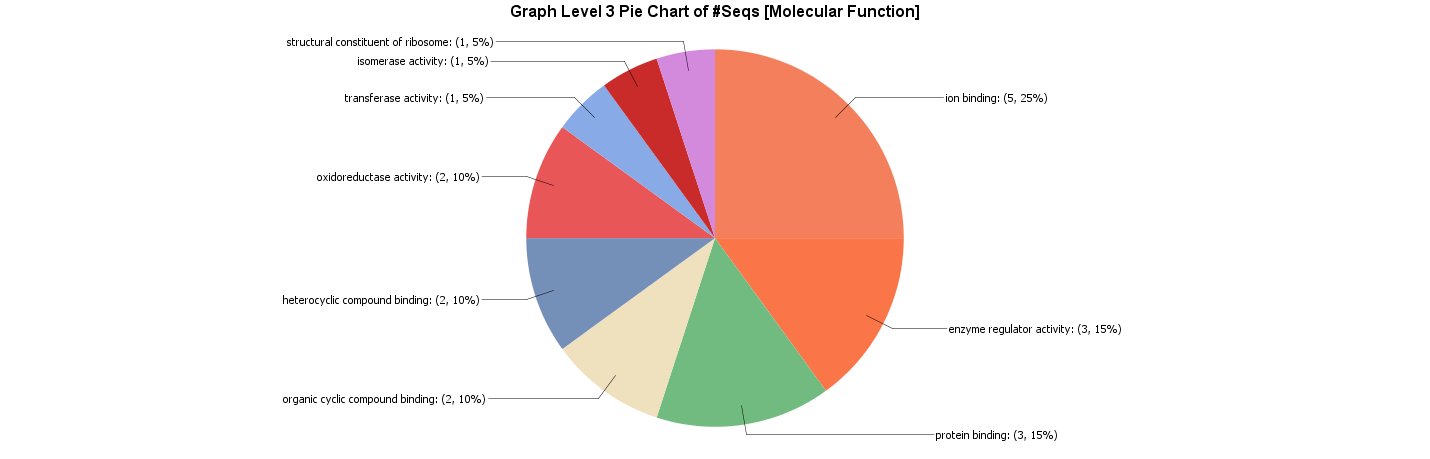 Graph Level 3 Pie Chart of #Seqs [Molecular Function]
structural constituent of ribosome: (1, 5%)
isomerase activity: (1, 5%)
transferase activity: (1, 5%)
ion binding: (5, 25%)
oxidoreductase activity: (2, 10%)
heterocyclic compound binding: (2, 10%)
enzyme regulator activity: (3, 15%)
organic cyclic compound binding: (2, 10%)
protein binding: (3, 15%)